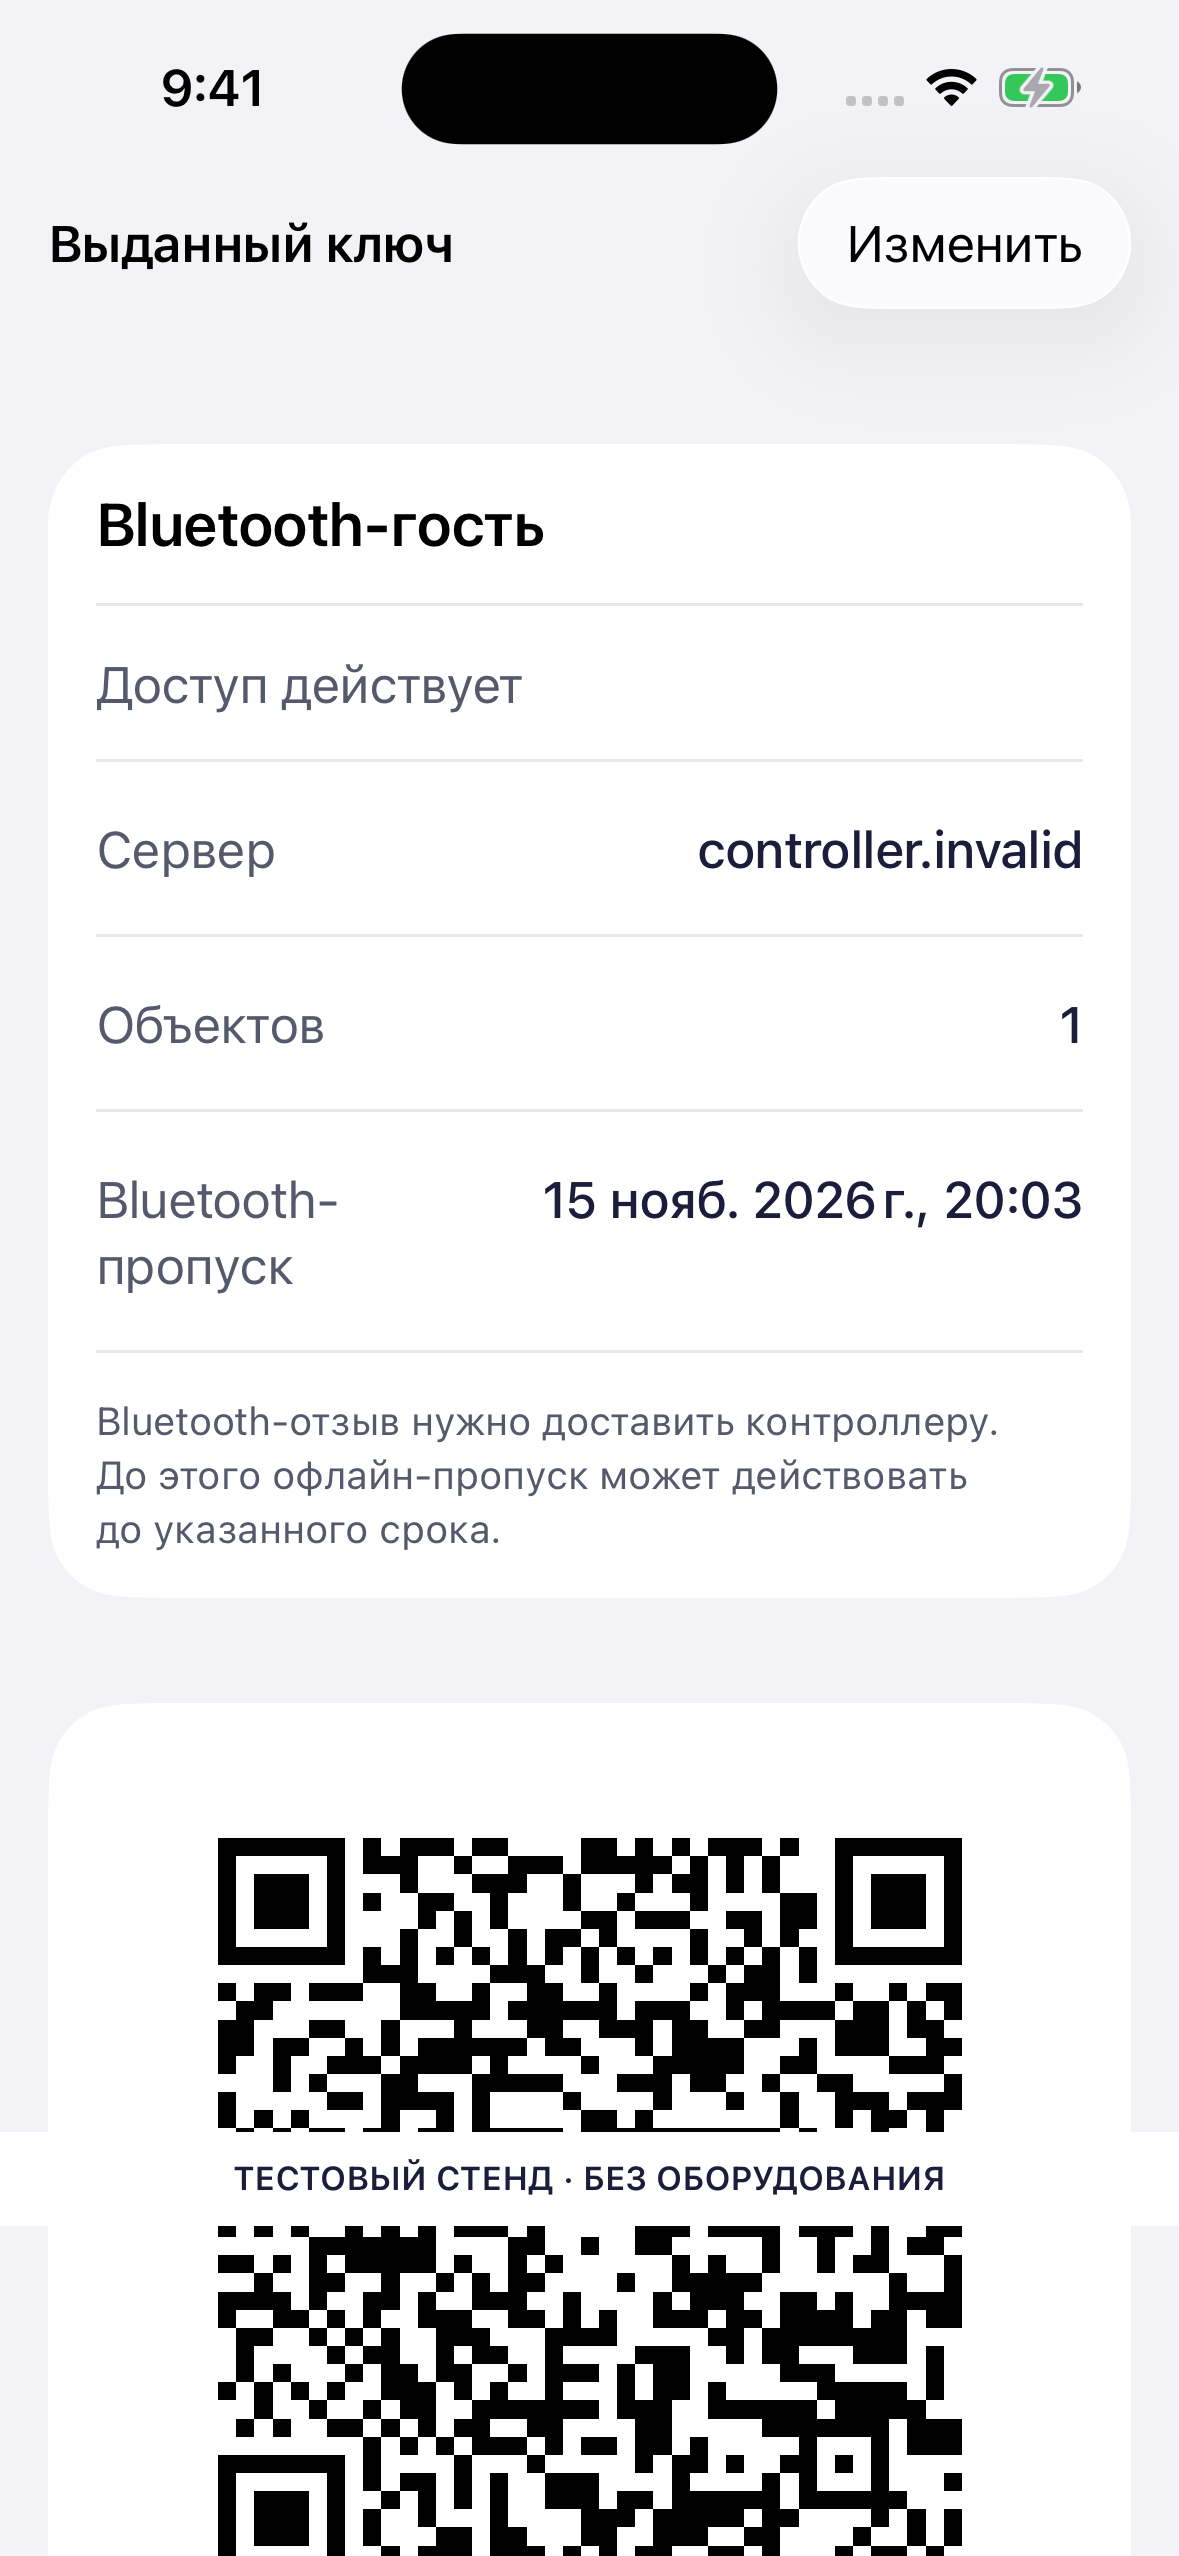 9:41
Выданный ключ
Изменить
Bluetooth-гость
Доступ действует
Сервер controller.invalid
Объектов 1
Bluetooth- 15 нояб. 2026 г., 20:03
пропуск
Bluetooth-отзыв нужно доставить контроллеру.
До этого офлайн-пропуск может действовать
до указанного срока.
ТЕСТОВЫЙ СТЕНД · БЕЗ ОБОРУДОВАНИЯ